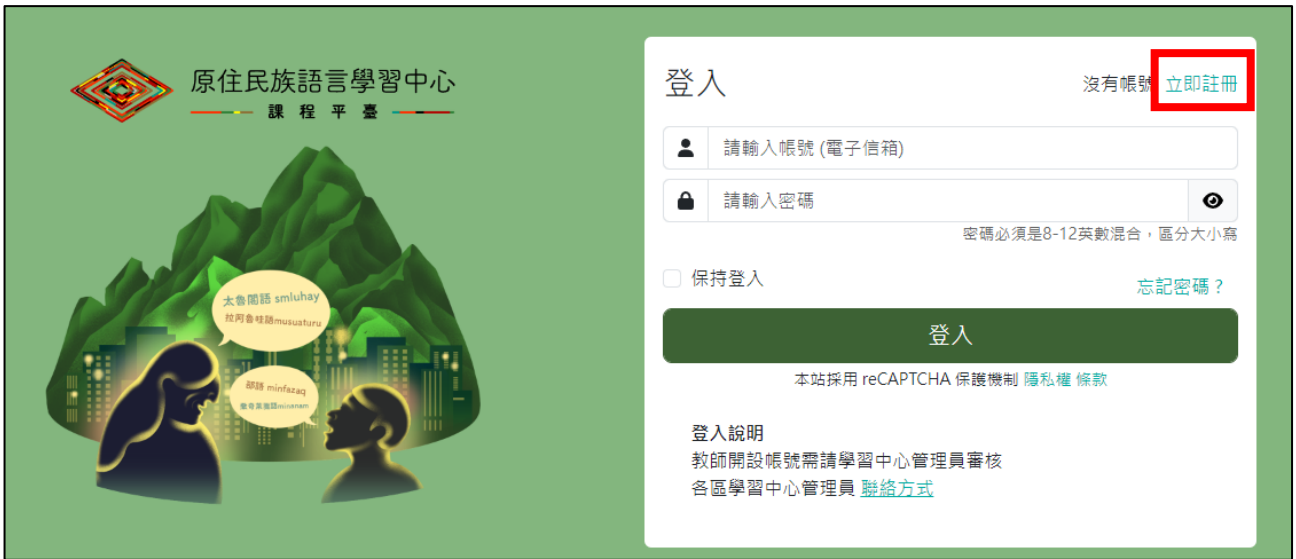 原住民族語言學習中心
課程平臺
太魯閣語 smluhay
拉阿魯哇語musuaturu
邵語 minfazaq
登入
沒有帳號 立即註冊
請輸入帳號 (電子信箱)
請輸入密碼
密碼必須是8-12英數混合，區分大小寫
保持登入
忘記密碼？
登入
本站採用 reCAPTCHA 保護機制 隱私權 條款
登入說明
教師開設帳號需請學習中心管理員審核
各區學習中心管理員 聯絡方式